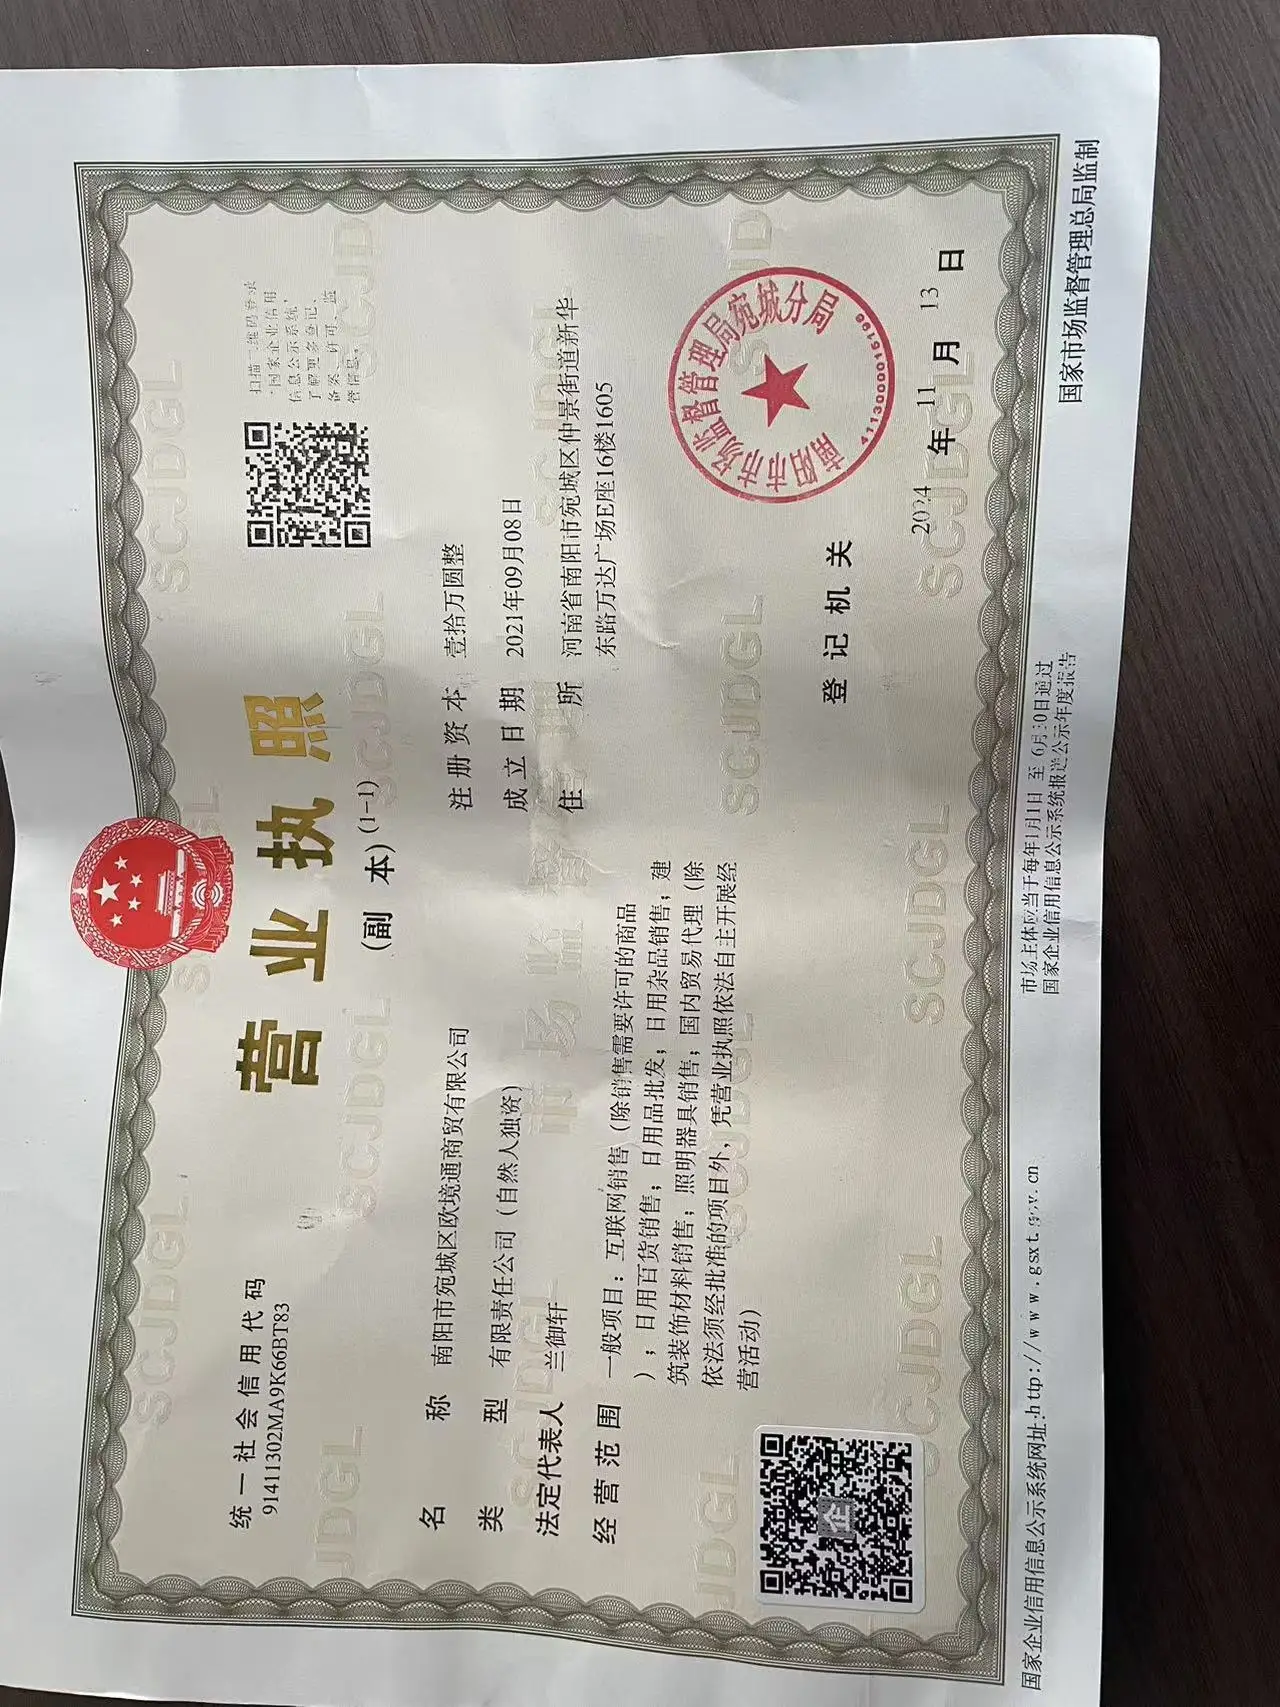 营业执照
(副 本)(1-1)
统一社会信用代码
91411302MA9K66BT83
扫描二维码登录
“国家企业信用
信息公示系统”
了解更多登记、
备案、许可、监
管信息。
名 称 南阳市宛城区欧境通商贸有限公司
类 型 有限责任公司（自然人独资）
法定代表人 兰御轩
经营范围 一般项目：互联网销售（除销售需要许可的商品
）；日用百货销售；日用品批发；日用杂品销售；建
筑装饰材料销售；照明器具销售；国内贸易代理（除
依法须经批准的项目外，凭营业执照依法自主开展经
营活动）
注册资本 壹拾万圆整
成立日期 2021年09月08日
住 所 河南省南阳市宛城区仲景街道新华
东路万达广场E座16楼1605
企
登记机关
南阳市市场监督管理局宛城分局
4113000015196
2024 年 11 月 13 日
国家企业信用信息公示系统网址:http://www.gsxt.gov.cn
市场主体应当于每年1月1日 至 6月30日通过
国家企业信用信息公示系统报送公示年度报告
国家市场监督管理总局监制